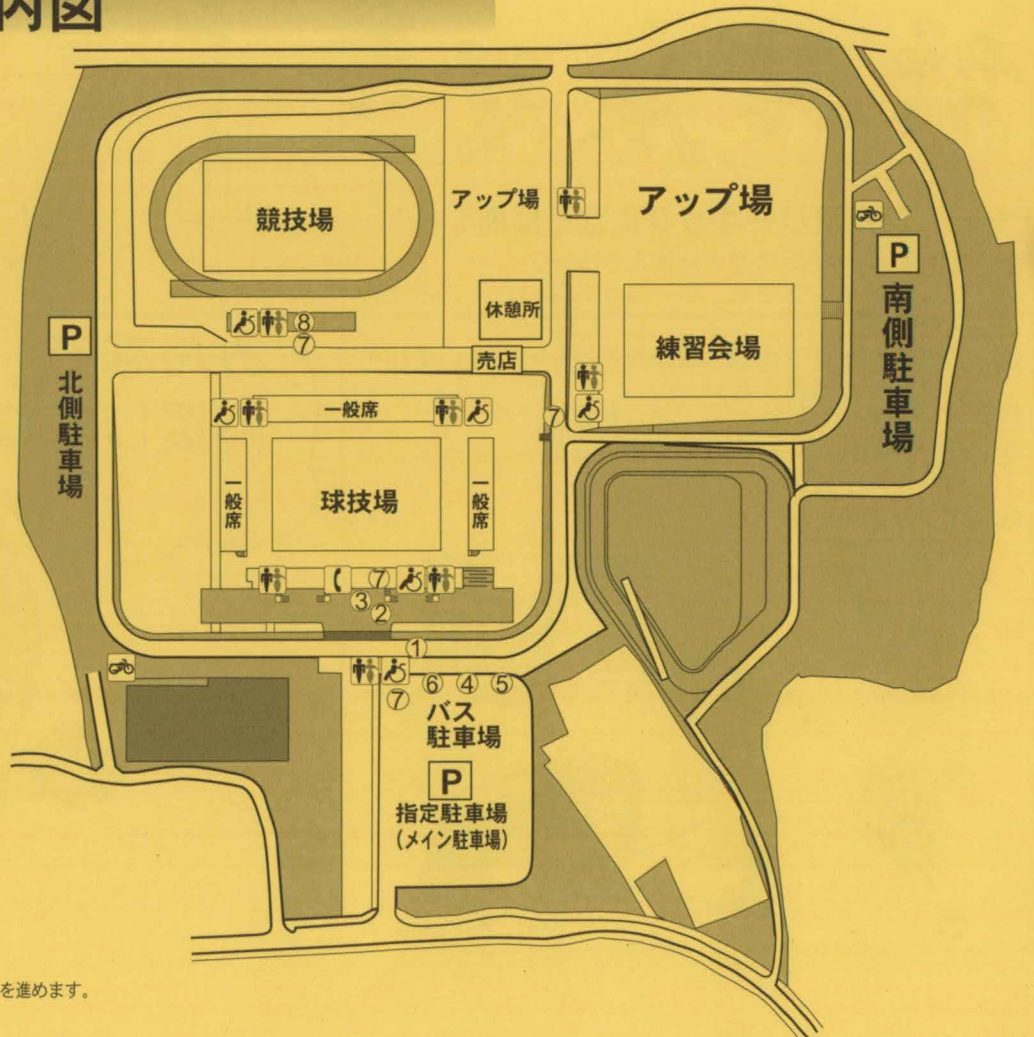 内図
競技場
アップ場
アップ場
P
南側駐車場
休憩所
⑧
⑦
売店
練習会場
P
北側駐車場
一般席
⑦
一般席
球技場
一般席
⑦
③
②
①
⑦
⑥
④
⑤
バス
駐車場
P
指定駐車場
(メイン駐車場)
を進めます。